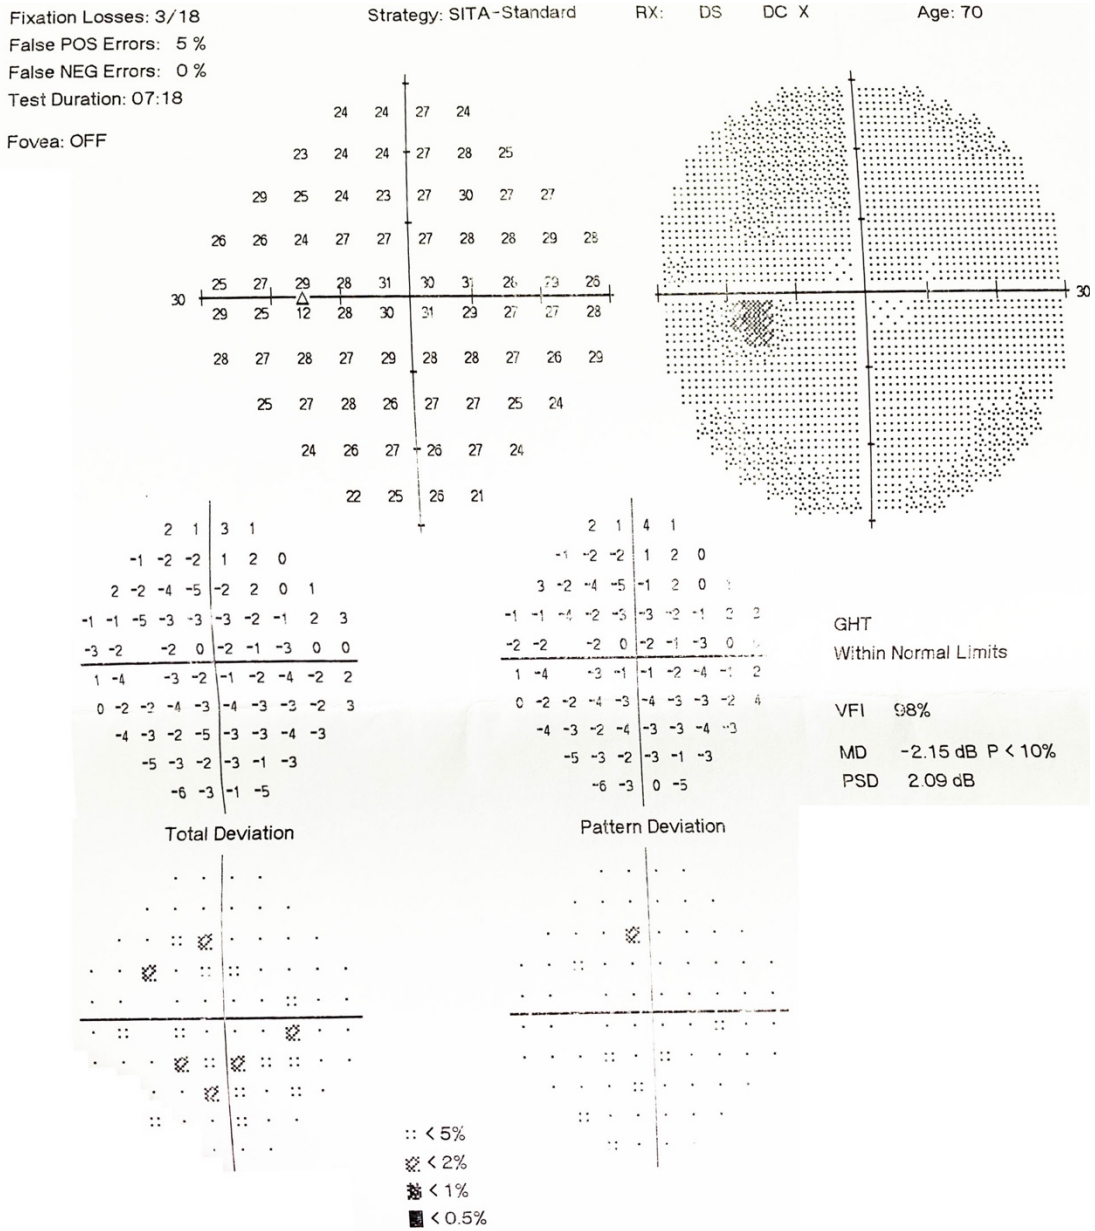 Fixation Losses: 3/18
Strategy: SITA-Standard RX: DS DC X Age: 70
False POS Errors: 5 %
False NEG Errors: 0 %
Test Duration: 07:18
Fovea: OFF
24 24 27 24
23 24 24 27 28 25
29 25 24 23 27 30 27 27
26 26 24 27 27 27 28 28 29 28
25 27 29 28 31 30 29 26
30
30
29 25 12 28 30 31 27 27 28
28 27 28 27 29 28 28 27 26 29
25 27 28 26 27 27 25 24
24 26 27 26 27 24
22 25 26 21
2 1 3 1
-1 -2 -2 1 2 0
2 -2 -4 -5 -2 2 0 1
-1 -1 -5 -3 -3 -3 -2 -1 2 3
-3 -2 -2 0 -2 -1 -3 0 0
1 -4 -3 -2 -1 -2 -4 -2 2
0 -2 -2 -4 -3 -4 -3 -3 -2 3
-4 -3 -2 -5 -3 -3 -4 -3
-5 -3 -2 -3 -1 -3
-6 -3 -1 -5
Total Deviation
2 1 4 1
-1 -2 -2 1 2 0
3 -2 -4 -5 -1 2 0
-1 -1 -4 -2 -3 -3 -2 -1
-2 -2 -2 0 -2 -1 -3 0
1 -4 -3 -1 -1 -2 -4 -1 2
0 -2 -2 -4 -3 -4 -3 -3 -2 4
-4 -3 -2 -4 -3 -3 -4 -3
-5 -3 -2 -3 -1 -3
-6 -3 0 -5
Pattern Deviation
GHT
Within Normal Limits
VFI 98%
MD -2.15 dB P < 10%
PSD 2.09 dB
< 5%
< 2%
< 1%
< 0.5%